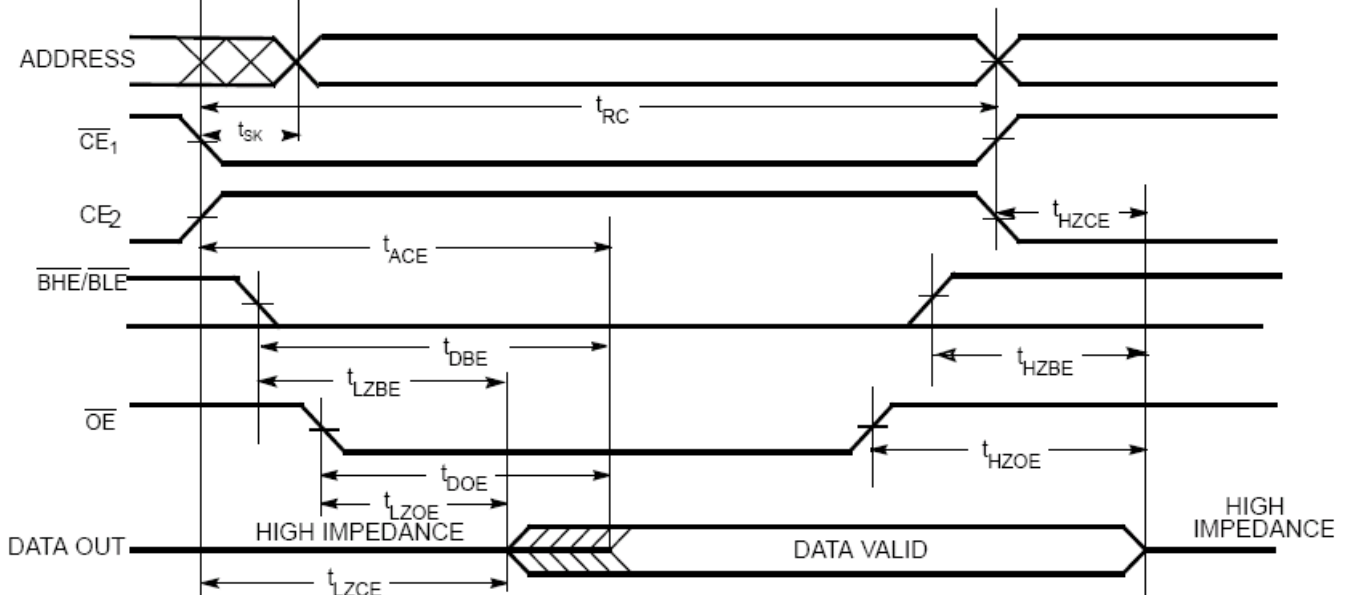 ADDRESS
tRC
tSK
CE1
CE2
tHZCE
tACE
BHE/BLE
tDBE
tHZBE
tLZBE
OE
tHZOE
tDOE
tLZOE
HIGH IMPEDANCE
HIGH
IMPEDANCE
DATA OUT
DATA VALID
tLZCE